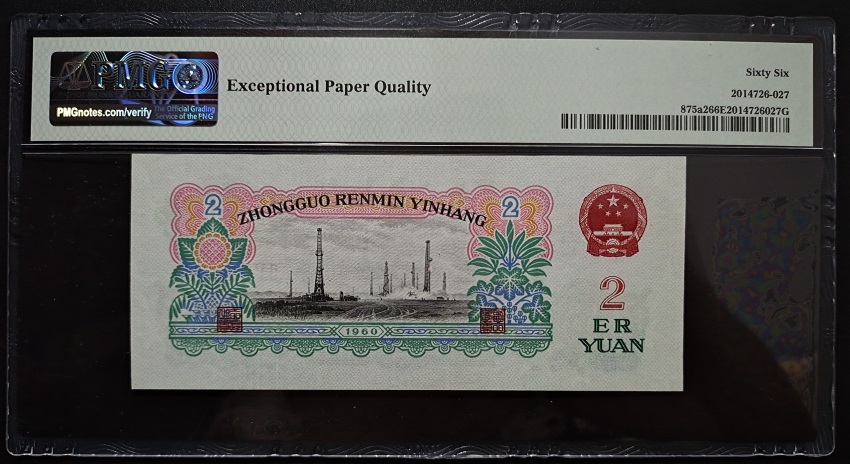 PMG
PMGnotes.com/verify
The Official Grading
Service of the PNG
Exceptional Paper Quality
Sixty Six
2014726-027
875a266E2014726027G
ZHONGGUO RENMIN YINHANG
2
2
1960
2
ER
YUAN